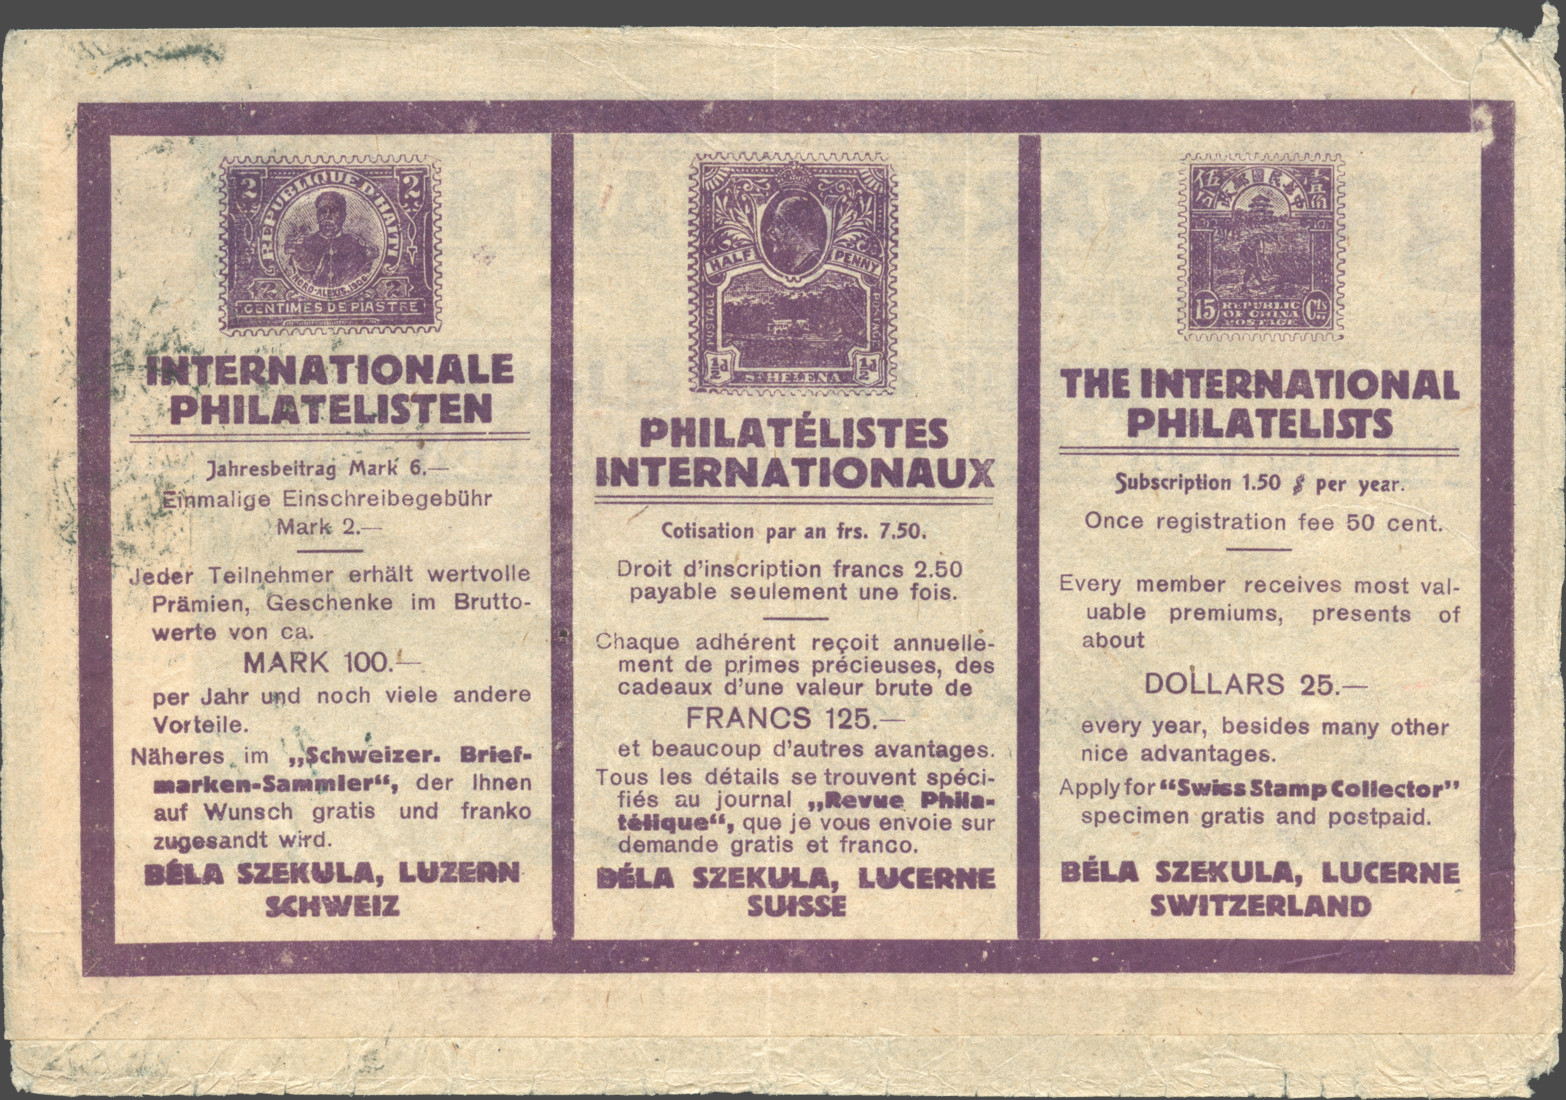 2 2
REPUBLIQUE D'HAITI
CENTIMES DE PIASTRE
INTERNATIONALE
PHILATELISTEN
Jahresbeitrag Mark 6.—
Einmalige Einschreibegebühr
Mark 2.—
Jeder Teilnehmer erhält wertvolle
Prämien, Geschenke im Brutto-
werte von ca.
MARK 100.—
per Jahr und noch viele andere
Vorteile.
Näheres im „Schweizer. Brief-
marken-Sammler“, der Ihnen
auf Wunsch gratis und franko
zugesandt wird.
BÉLA SZEKULA, LUZERN
SCHWEIZ
HALF PENNY
POSTAGE POSTAGE
½d ½d
ST HELENA
PHILATÉLISTES
INTERNATIONAUX
Cotisation par an frs. 7.50.
Droit d'inscription francs 2.50
payable seulement une fois.
Chaque adhérent reçoit annuelle-
ment de primes précieuses, des
cadeaux d'une valeur brute de
FRANCS 125.—
et beaucoup d'autres avantages.
Tous les détails se trouvent spéci-
fiés au journal „Revue Phila-
télique“, que je vous envoie sur
demande gratis et franco.
BÉLA SZEKULA, LUCERNE
SUISSE
15 REPUBLIC Cts
OF CHINA
POSTAGE
THE INTERNATIONAL
PHILATELISTS
Subscription 1.50 $ per year.
Once registration fee 50 cent.
Every member receives most val-
uable premiums, presents of
about
DOLLARS 25.—
every year, besides many other
nice advantages.
Apply for “Swiss Stamp Collector”
specimen gratis and postpaid.
BÉLA SZEKULA, LUCERNE
SWITZERLAND